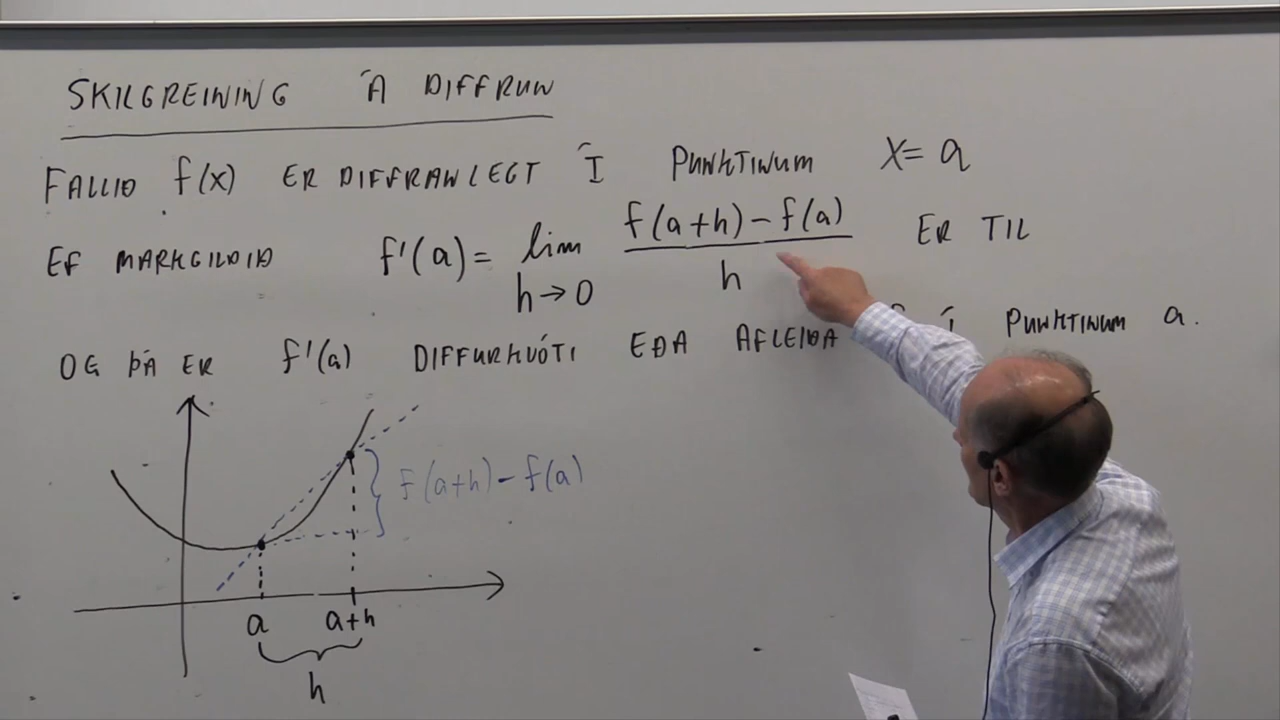 SKILGREINING Á DIFFRUN
FALLIÐ f(x) ER DIFFRANLEGT Í PUNKTINUM x = a
EF MARKGILDIÐ f'(a) = lim h→0 f(a+h) − f(a) / h ER TIL
OG ÞÁ ER f'(a) DIFFURKVÓTI EÐA AFLEIÐA Í PUNKTINUM a.
f(a+h) − f(a)
a a+h
h